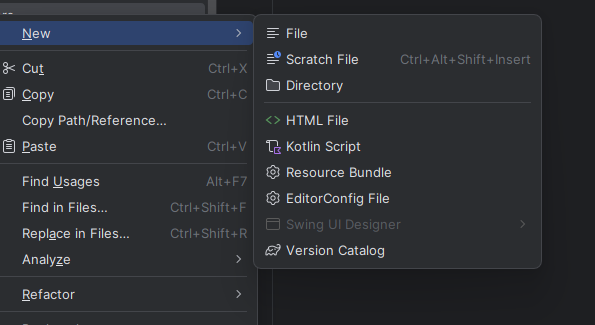 New
Cut Ctrl+X
Copy Ctrl+C
Copy Path/Reference...
Paste Ctrl+V
Find Usages Alt+F7
Find in Files... Ctrl+Shift+F
Replace in Files... Ctrl+Shift+R
Analyze
Refactor
File
Scratch File Ctrl+Alt+Shift+Insert
Directory
HTML File
Kotlin Script
Resource Bundle
EditorConfig File
Swing UI Designer
Version Catalog